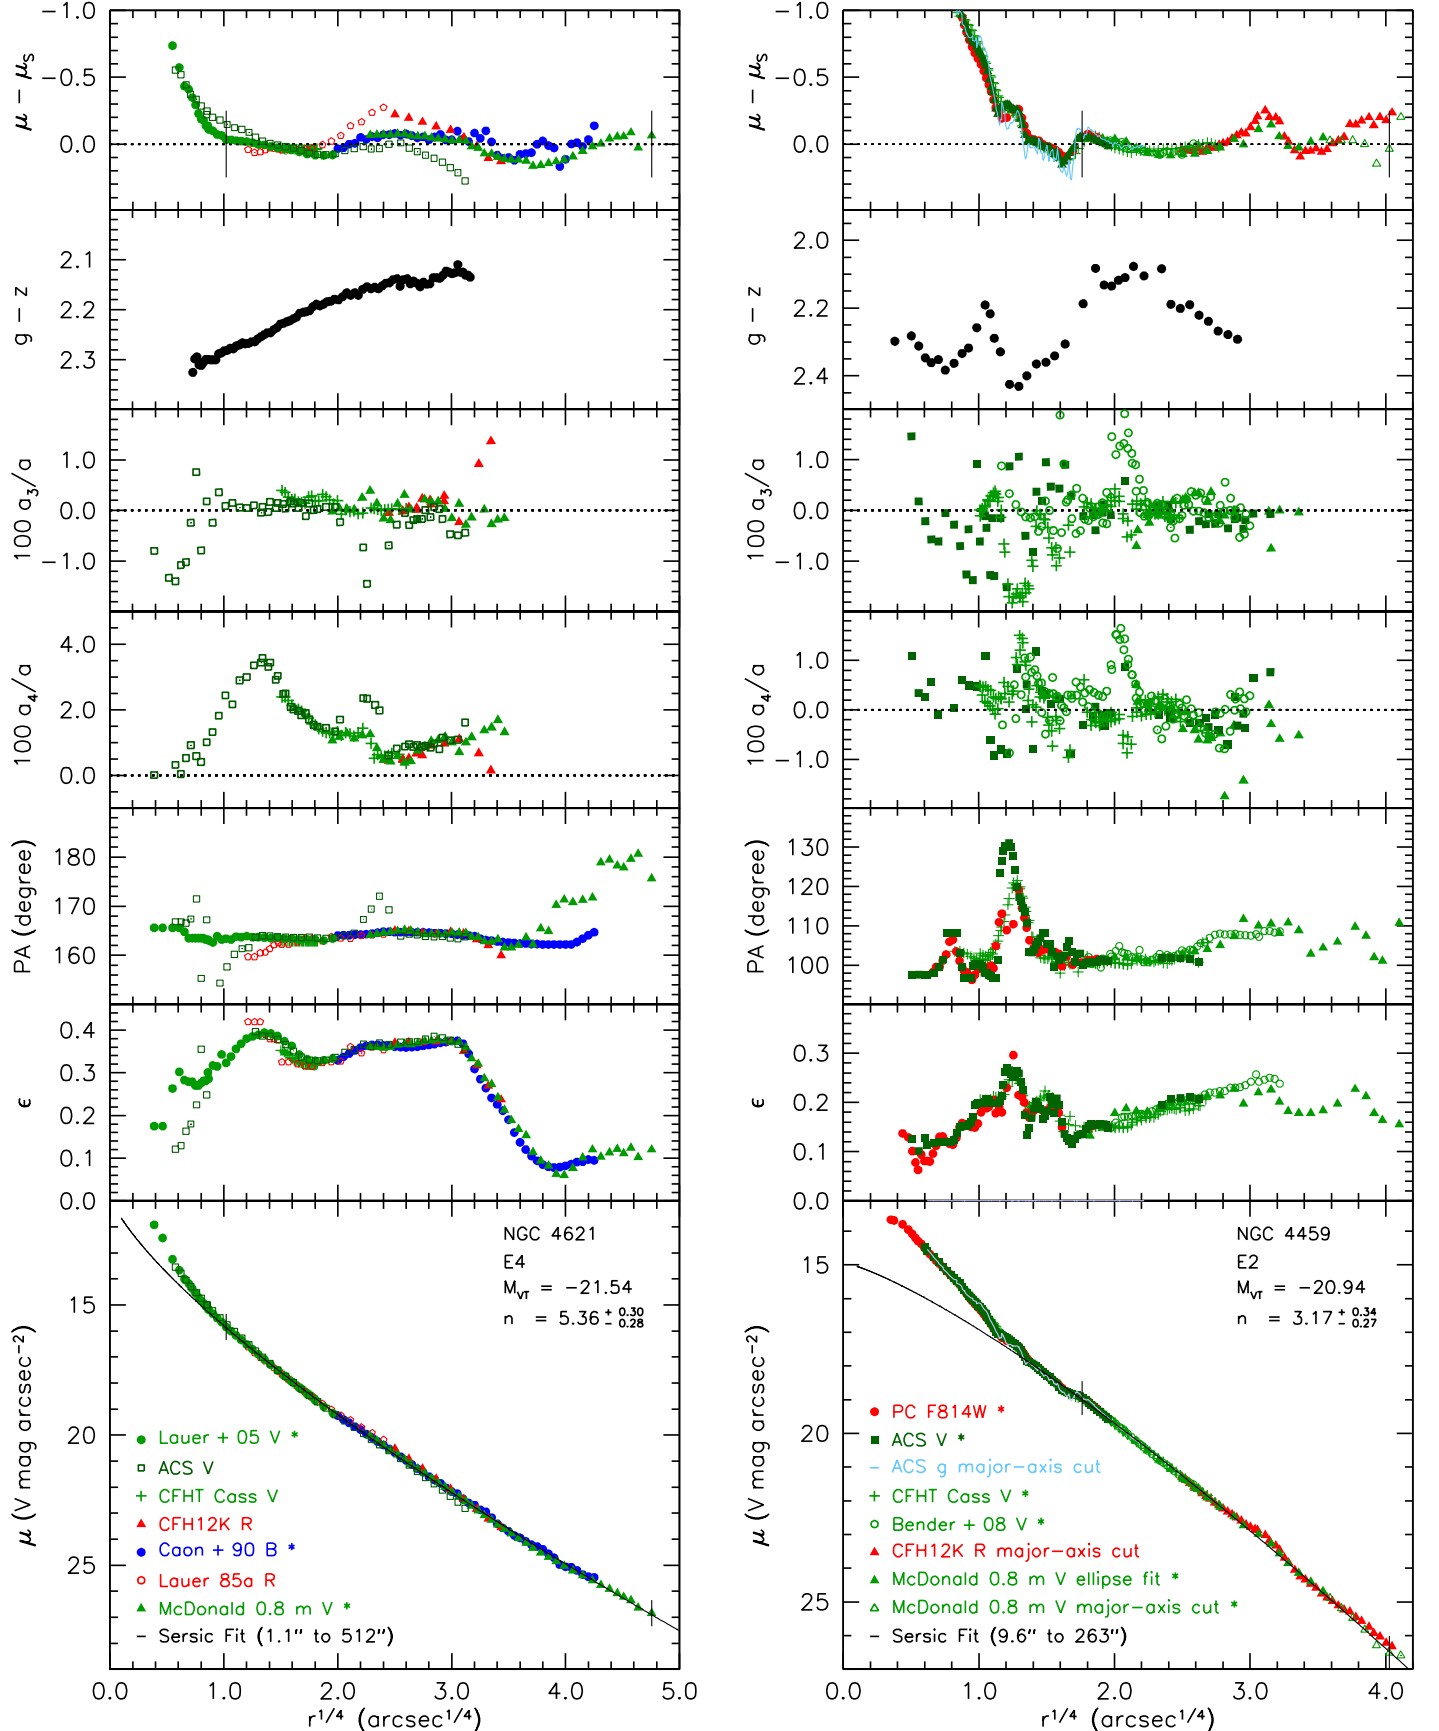 −1.0
−0.5
0.0
μ − μS
2.1
2.2
2.3
g − z
1.0
0.0
−1.0
100 a3/a
4.0
2.0
0.0
100 a4/a
180
170
160
PA (degree)
0.4
0.3
0.2
0.1
0.0
ϵ
15
20
25
μ (V mag arcsec−2)
NGC 4621
E4
MVT = −21.54
n = 5.36 + 0.30 − 0.28
Lauer + 05 V *
ACS V
CFHT Cass V
CFH12K R
Caon + 90 B *
Lauer 85a R
McDonald 0.8 m V *
− Sersic Fit (1.1″ to 512″)
0.0 1.0 2.0 3.0 4.0 5.0
r1/4 (arcsec1/4)
−1.0
−0.5
0.0
μ − μS
2.0
2.2
2.4
g − z
1.0
0.0
−1.0
100 a3/a
1.0
0.0
−1.0
100 a4/a
130
120
110
100
PA (degree)
0.3
0.2
0.1
0.0
ϵ
15
20
25
μ (V mag arcsec−2)
NGC 4459
E2
MVT = −20.94
n = 3.17 + 0.34 − 0.27
PC F814W *
ACS V *
− ACS g major−axis cut
CFHT Cass V *
Bender + 08 V *
CFH12K R major−axis cut
McDonald 0.8 m V ellipse fit *
McDonald 0.8 m V major−axis cut *
− Sersic Fit (9.6″ to 263″)
0.0 1.0 2.0 3.0 4.0
r1/4 (arcsec1/4)